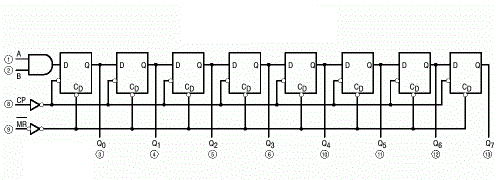 1 A
2 B
D Q D Q D Q D Q D Q D Q D Q D Q
CD CD CD CD CD CD CD CD
8 CP
9 MR
Q0 Q1 Q2 Q3 Q4 Q5 Q6 Q7
3 4 5 6 10 11 12 13